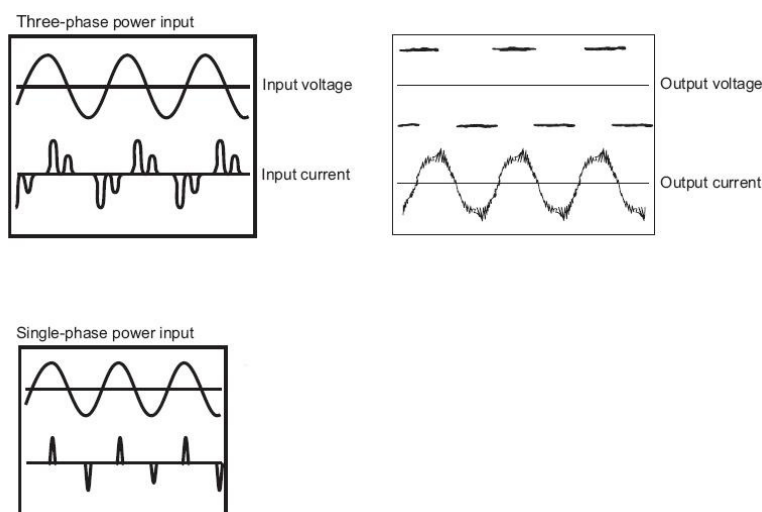 Three-phase power input
Input voltage
Input current
Output voltage
Output current
Single-phase power input